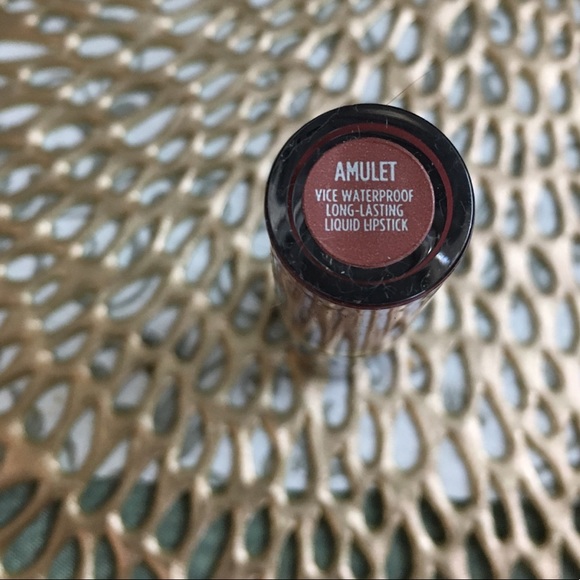 AMULET
VICE WATERPROOF
LONG-LASTING
LIQUID LIPSTICK